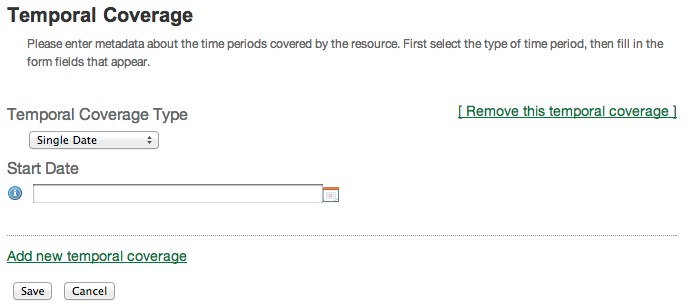 Temporal Coverage
Please enter metadata about the time periods covered by the resource. First select the type of time period, then fill in the
form fields that appear.
Temporal Coverage Type
[ Remove this temporal coverage ]
Single Date
Start Date
Add new temporal coverage
Save Cancel